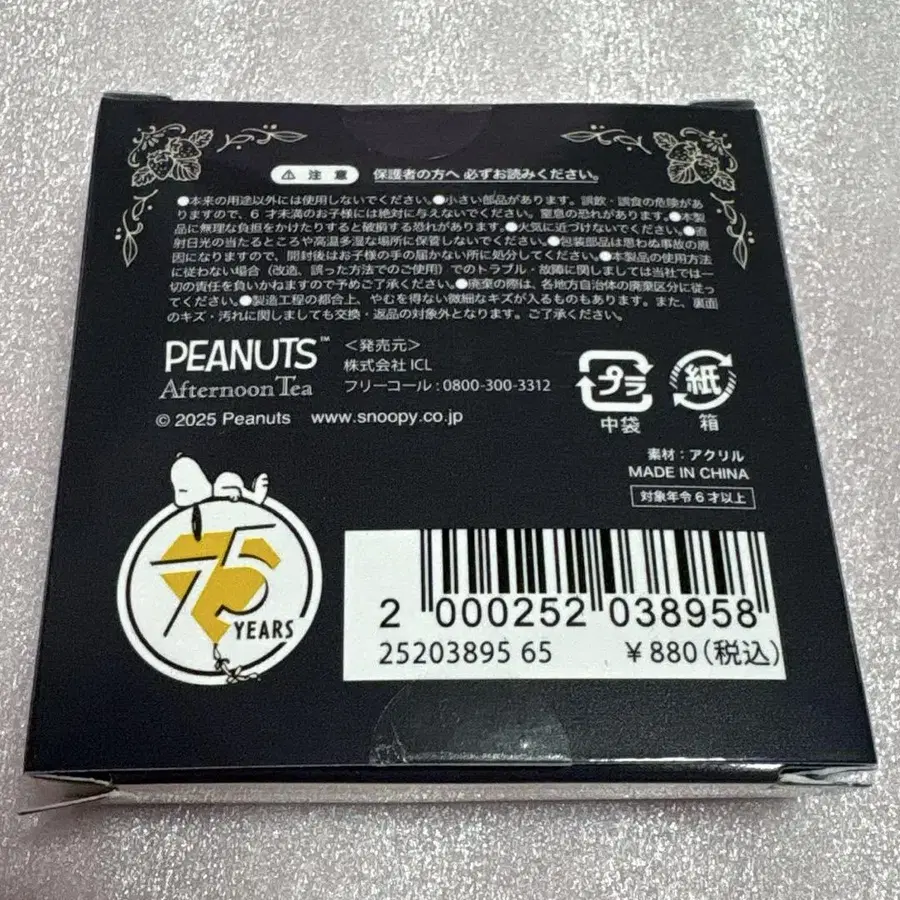 ⚠ 注 意 保護者の方へ 必ずお読みください。
●本来の用途以外には使用しないでください。●小さい部品があります。誤飲・誤食の危険があ
りますので、6 才未満のお子様には絶対に与えないでください。窒息の恐れがあります。●本製
品に無理な負担をかけたりすると破損する恐れがあります。●火気に近づけないでください。●直
射日光の当たるところや高温多湿な場所に保管しないでください。●包装部品は思わぬ事故の原
因になりますので、開封後はお子様の手の届かない所に処分してください。●本製品の使用方法
に従わない場合（改造、誤った方法でのご使用）でのトラブル・故障に関しましては当社では一
切の責任を負いかねますので予めご了承ください。●廃棄の際は、各地方自治体の廃棄区分に従っ
てください。●製造工程の都合上、やむを得ない微細なキズが入るものもあります。また、裏面
のキズ・汚れに関しましても交換・返品の対象外となります。ご了承ください。
PEANUTS™
Afternoon Tea
© 2025 Peanuts www.snoopy.co.jp
＜発売元＞
株式会社 ICL
フリーコール : 0800-300-3312
プラ
中袋
紙
箱
素材：アクリル
MADE IN CHINA
対象年令 6 才以上
75
YEARS
2 000252 038958
25203895 65 ¥880(税込)